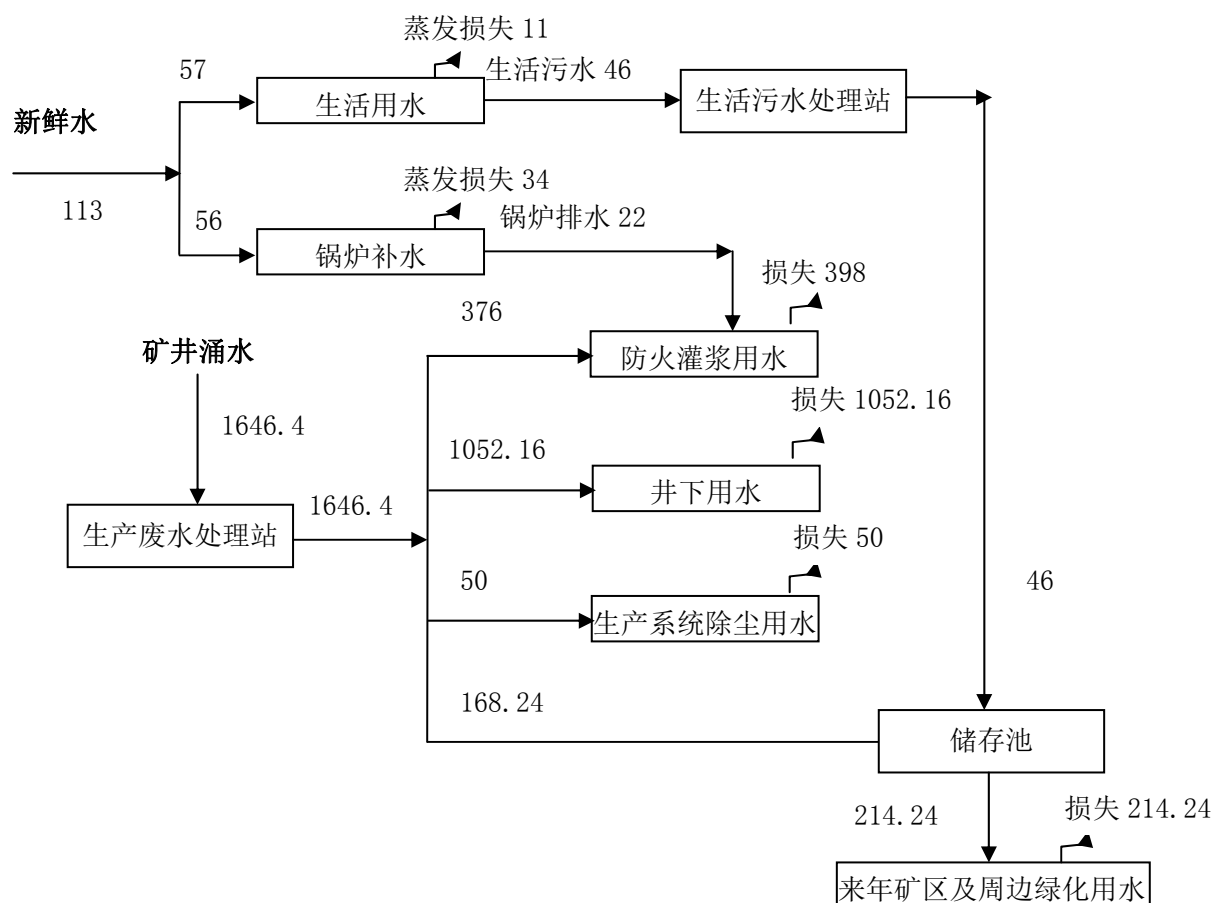 蒸发损失 11
57
生活污水 46
生活用水
生活污水处理站
新鲜水
113
蒸发损失 34
56
锅炉排水 22
锅炉补水
损失 398
376
防火灌浆用水
矿井涌水
损失 1052.16
1646.4
1052.16
井下用水
1646.4
生产废水处理站
损失 50
50
46
生产系统除尘用水
168.24
储存池
214.24
损失 214.24
来年矿区及周边绿化用水